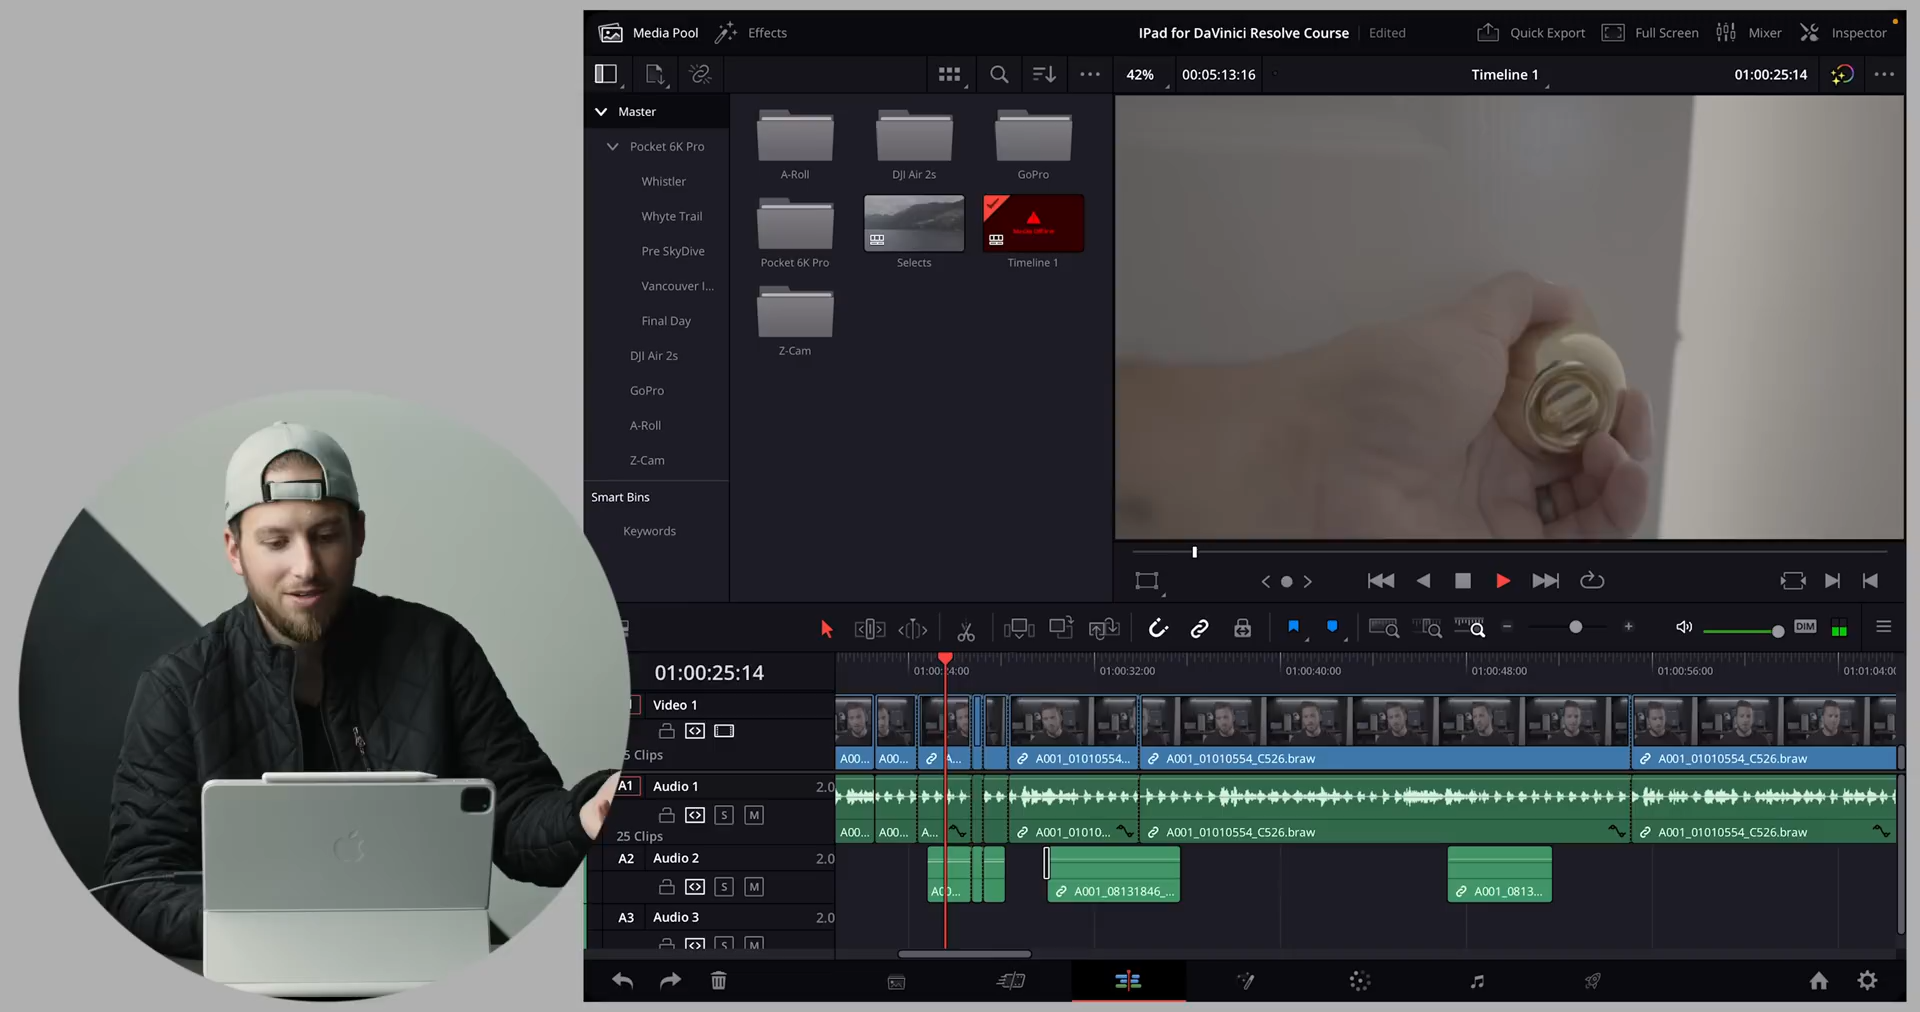 Media Pool
Effects
IPad for DaVinci Resolve Course
Edited
Quick Export
Full Screen
Mixer
Inspector
42%
00:05:13:16
Timeline 1
01:00:25:14
Master
Pocket 6K Pro
Whistler
Whyte Trail
Pre SkyDive
Vancouver I...
Final Day
DJI Air 2s
GoPro
A-Roll
Z-Cam
Smart Bins
Keywords
A-Roll
DJI Air 2s
GoPro
Pocket 6K Pro
Selects
Timeline 1
Z-Cam
DIM
01:00:25:14
01:00:32:00
01:00:40:00
01:00:48:00
01:00:56:00
01:01:04:00
Video 1
5 Clips
A00...
A00...
A...
A001_01010554...
A001_01010554_C526.braw
A001_01010554_C526.braw
A1
Audio 1
2.0
S
M
25 Clips
A00...
A00...
A...
A001_01010...
A001_01010554_C526.braw
A001_01010554_C526.braw
A2
Audio 2
2.0
S
M
A00...
A001_08131846_...
A001_0813...
A3
Audio 3
2.0
S
M